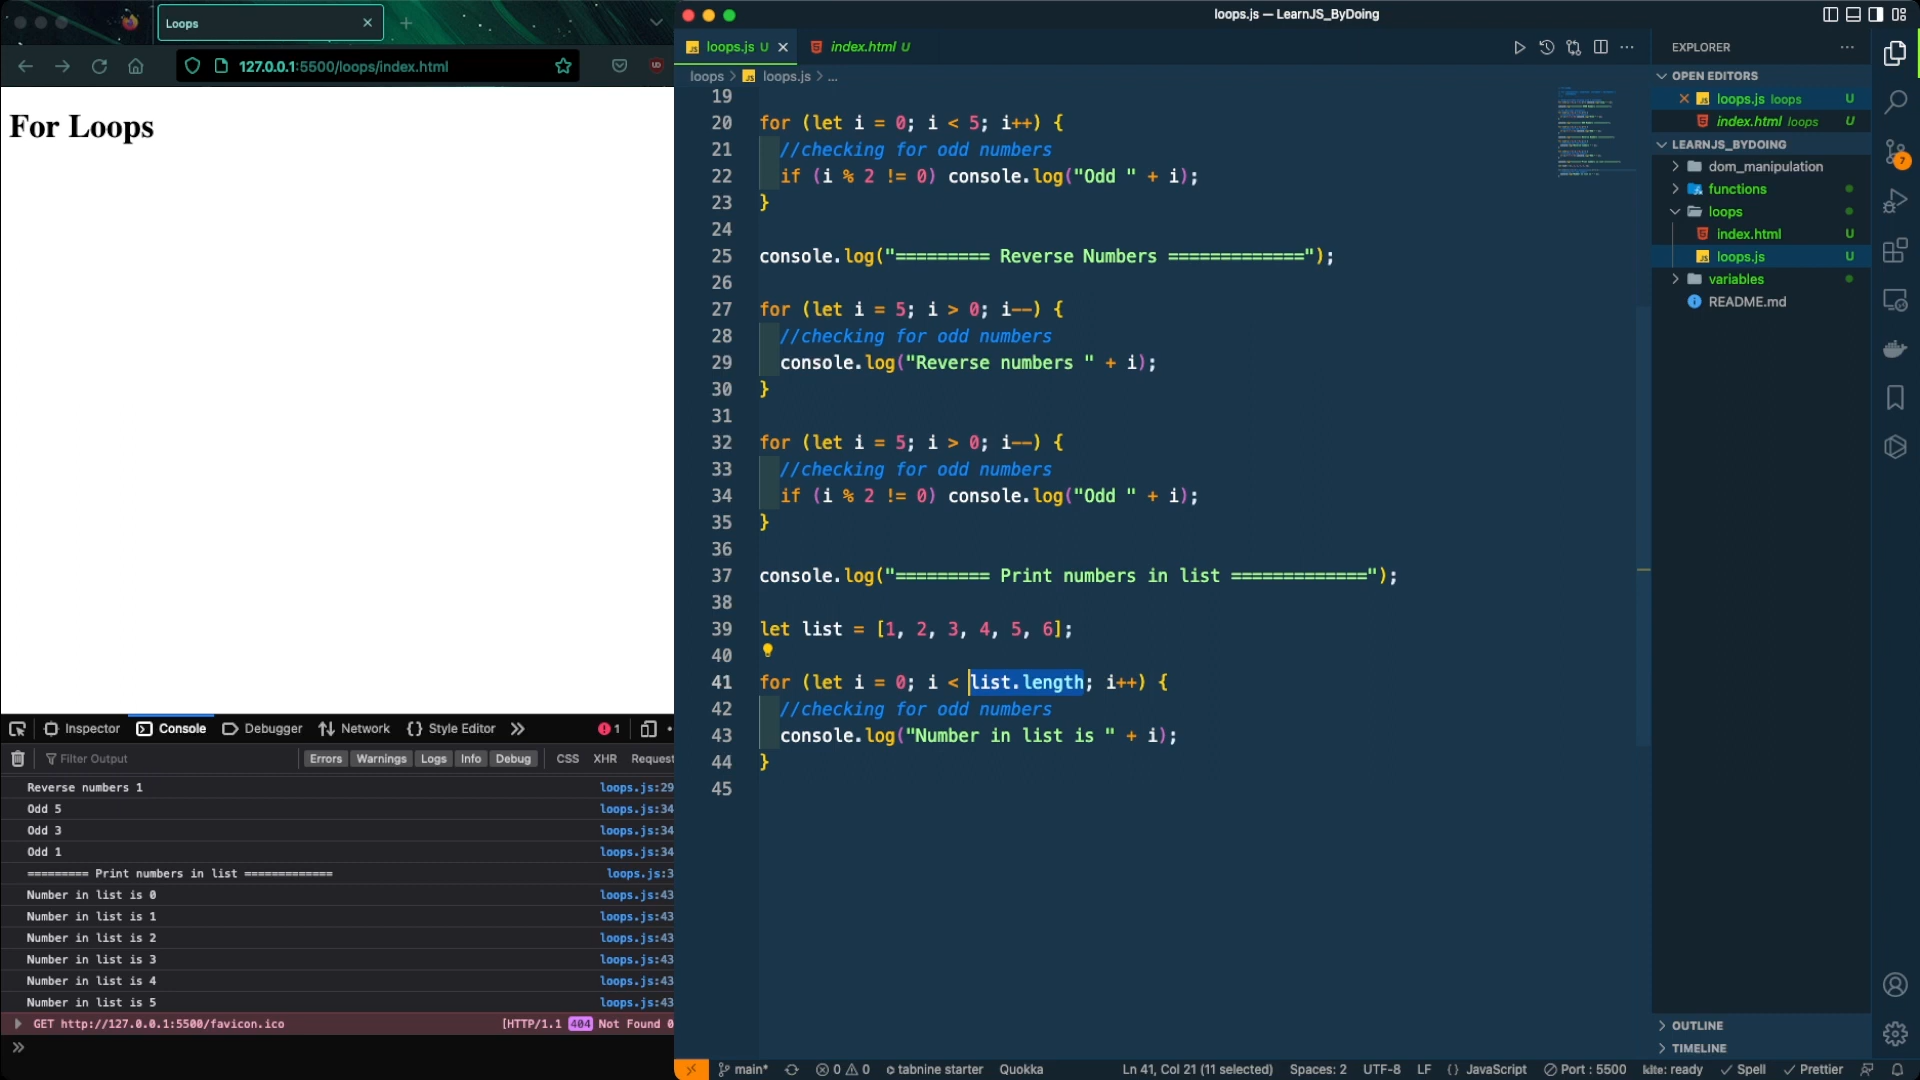 Loops
127.0.0.1:5500/loops/index.html
For Loops
Inspector Console Debugger Network {} Style Editor 1
Filter Output Errors Warnings Logs Info Debug CSS XHR Request
Reverse numbers 1 loops.js:29
Odd 5 loops.js:34
Odd 3 loops.js:34
Odd 1 loops.js:34
========= Print numbers in list ============= loops.js:3
Number in list is 0 loops.js:43
Number in list is 1 loops.js:43
Number in list is 2 loops.js:43
Number in list is 3 loops.js:43
Number in list is 4 loops.js:43
Number in list is 5 loops.js:43
GET http://127.0.0.1:5500/favicon.ico [HTTP/1.1 404 Not Found 0
loops.js — LearnJS_ByDoing
JS loops.js U index.html U
loops > JS loops.js > ...
19
20 for (let i = 0; i < 5; i++) {
21 //checking for odd numbers
22 if (i % 2 != 0) console.log("Odd " + i);
23 }
24
25 console.log("========= Reverse Numbers =============");
26
27 for (let i = 5; i > 0; i--) {
28 //checking for odd numbers
29 console.log("Reverse numbers " + i);
30 }
31
32 for (let i = 5; i > 0; i--) {
33 //checking for odd numbers
34 if (i % 2 != 0) console.log("Odd " + i);
35 }
36
37 console.log("========= Print numbers in list =============");
38
39 let list = [1, 2, 3, 4, 5, 6];
40
41 for (let i = 0; i < list.length; i++) {
42 //checking for odd numbers
43 console.log("Number in list is " + i);
44 }
45
EXPLORER
OPEN EDITORS
JS loops.js loops U
index.html loops U
LEARNJS_BYDOING
dom_manipulation
functions
loops
index.html U
JS loops.js U
variables
README.md
OUTLINE
TIMELINE
7
main* 0 0 tabnine starter Quokka Ln 41, Col 21 (11 selected) Spaces: 2 UTF-8 LF {} JavaScript Port : 5500 kite: ready Spell Prettier